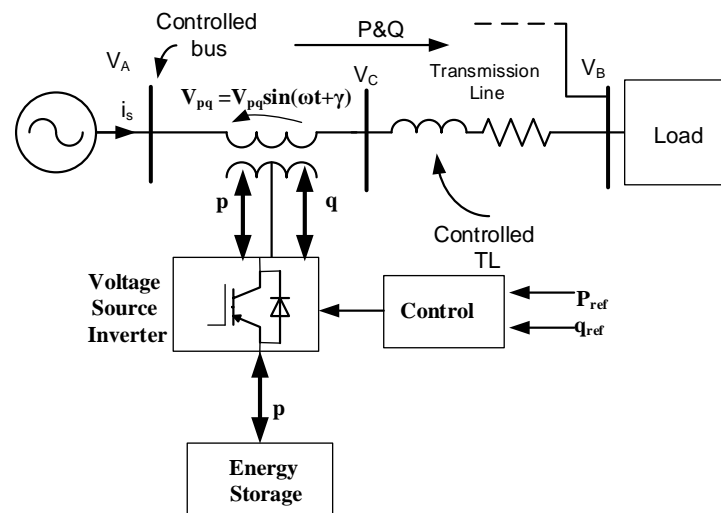 Controlled
bus
P&Q
V_A
V_C
Transmission
Line
V_B
V_pq =V_pq sin(ωt+γ)
i_s
Load
p
q
Controlled
TL
Voltage
Source
Inverter
Control
P_ref
q_ref
p
Energy
Storage